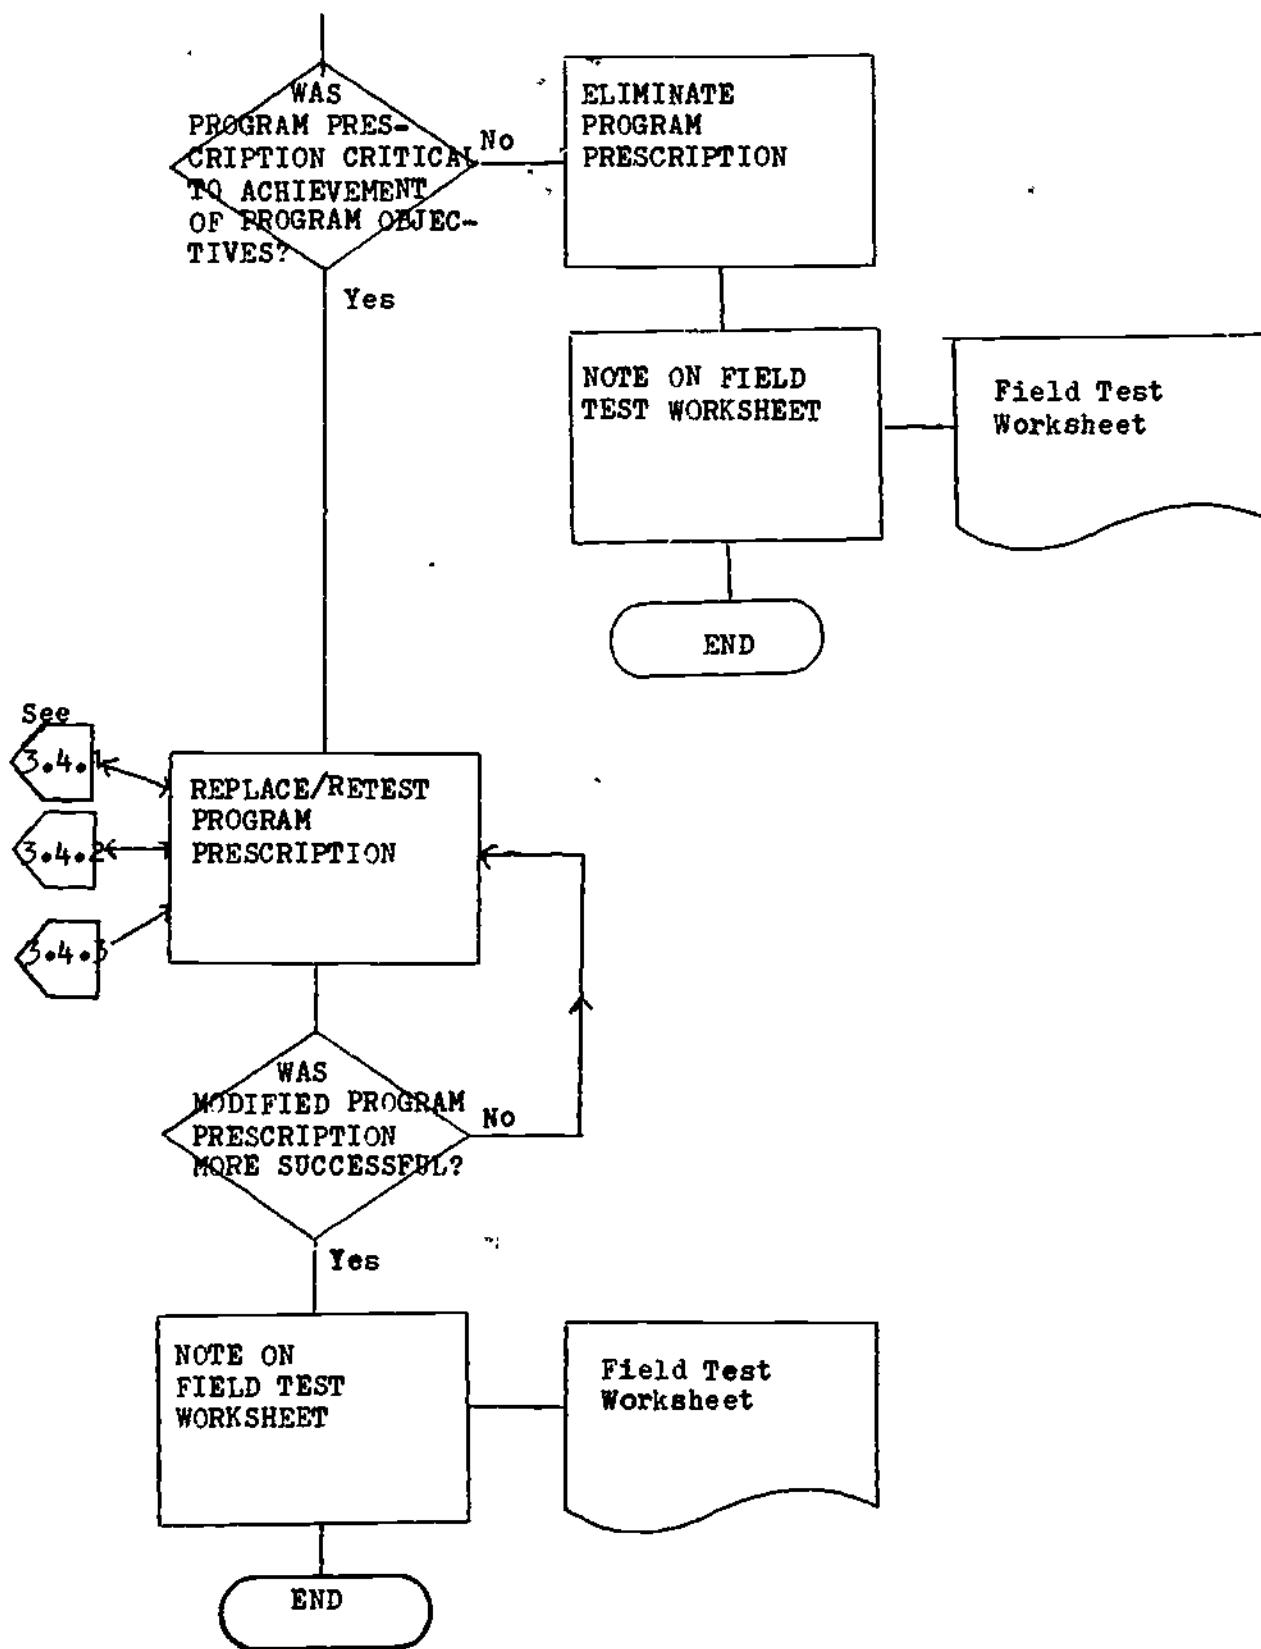 WAS
PROGRAM PRES-
CRIPTION CRITICAL
TO ACHIEVEMENT
OF PROGRAM OBJEC-
TIVES?
No
Yes
ELIMINATE
PROGRAM
PRESCRIPTION
NOTE ON FIELD
TEST WORKSHEET
Field Test
Worksheet
END
See
3.4.1
3.4.2
3.4.3
REPLACE/RETEST
PROGRAM
PRESCRIPTION
WAS
MODIFIED PROGRAM
PRESCRIPTION
MORE SUCCESSFUL?
No
Yes
NOTE ON
FIELD TEST
WORKSHEET
Field Test
Worksheet
END